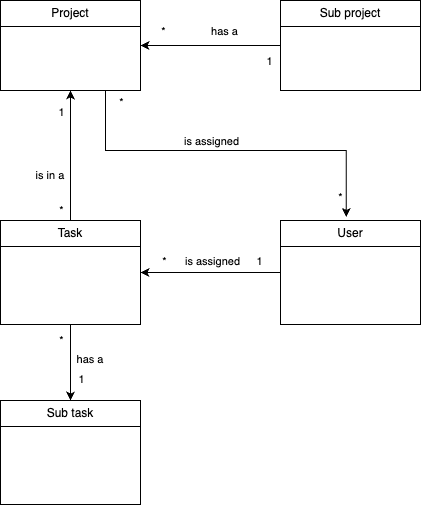 Project
Sub project
* has a
1
1
*
is assigned
is in a
*
*
Task
User
* is assigned 1
*
has a
1
Sub task